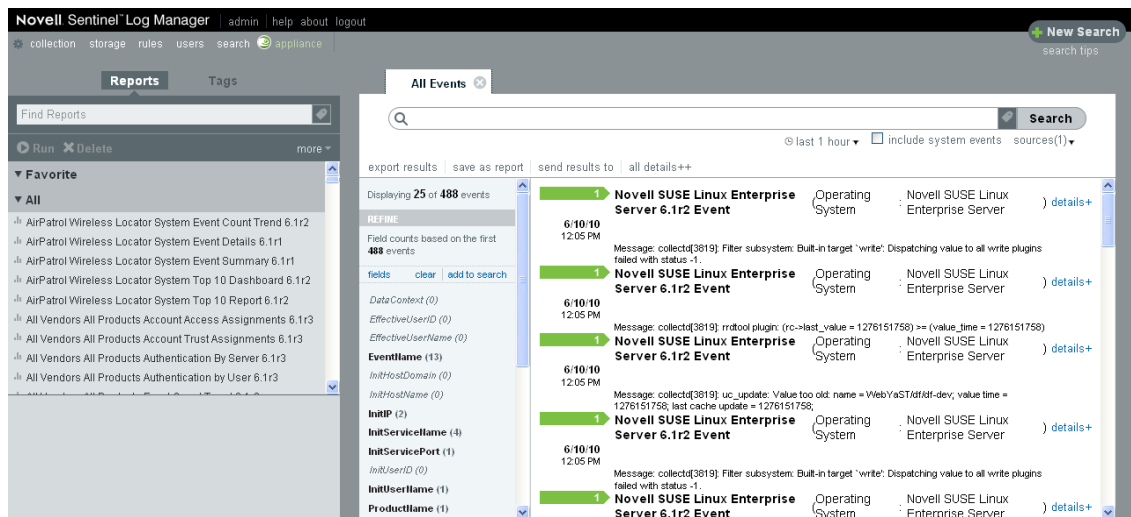 Novell Sentinel™ Log Manager | admin | help about logout
collection storage rules users search appliance
New Search
search tips
Reports Tags
Find Reports
Run Delete more
Favorite
All
AirPatrol Wireless Locator System Event Count Trend 6.1r2
AirPatrol Wireless Locator System Event Details 6.1r1
AirPatrol Wireless Locator System Event Summary 6.1r1
AirPatrol Wireless Locator System Top 10 Dashboard 6.1r2
AirPatrol Wireless Locator System Top 10 Report 6.1r2
All Vendors All Products Account Access Assignments 6.1r3
All Vendors All Products Account Trust Assignments 6.1r3
All Vendors All Products Authentication By Server 6.1r3
All Vendors All Products Authentication by User 6.1r3
All Events
Search
last 1 hour include system events sources(1)
export results | save as report | send results to | all details++
Displaying 25 of 488 events
REFINE
Field counts based on the first
488 events
fields clear | add to search
DataContext (0)
EffectiveUserID (0)
EffectiveUserName (0)
EventName (13)
InitHostDomain (0)
InitHostName (0)
InitIP (2)
InitServiceName (4)
InitServicePort (1)
InitUserID (0)
InitUserName (1)
ProductName (1)
1 Novell SUSE Linux Enterprise (Operating : Novell SUSE Linux ) details+
Server 6.1r2 Event System Enterprise Server
6/10/10
12:05 PM
Message: collectd[3819]: Filter subsystem: Built-in target `write': Dispatching value to all write plugins
failed with status -1.
1 Novell SUSE Linux Enterprise (Operating : Novell SUSE Linux ) details+
Server 6.1r2 Event System Enterprise Server
6/10/10
12:05 PM
Message: collectd[3819]: rrdtool plugin: (rc->last_value = 1276151758) >= (value_time = 1276151758)
1 Novell SUSE Linux Enterprise (Operating : Novell SUSE Linux ) details+
Server 6.1r2 Event System Enterprise Server
6/10/10
12:05 PM
Message: collectd[3819]: uc_update: Value too old: name = WebYaST/df/df-dev; value time =
1276151758; last cache update = 1276151758;
1 Novell SUSE Linux Enterprise (Operating : Novell SUSE Linux ) details+
Server 6.1r2 Event System Enterprise Server
6/10/10
12:05 PM
Message: collectd[3819]: Filter subsystem: Built-in target `write': Dispatching value to all write plugins
failed with status -1.
1 Novell SUSE Linux Enterprise (Operating : Novell SUSE Linux ) details+
Server 6.1r2 Event System Enterprise Server